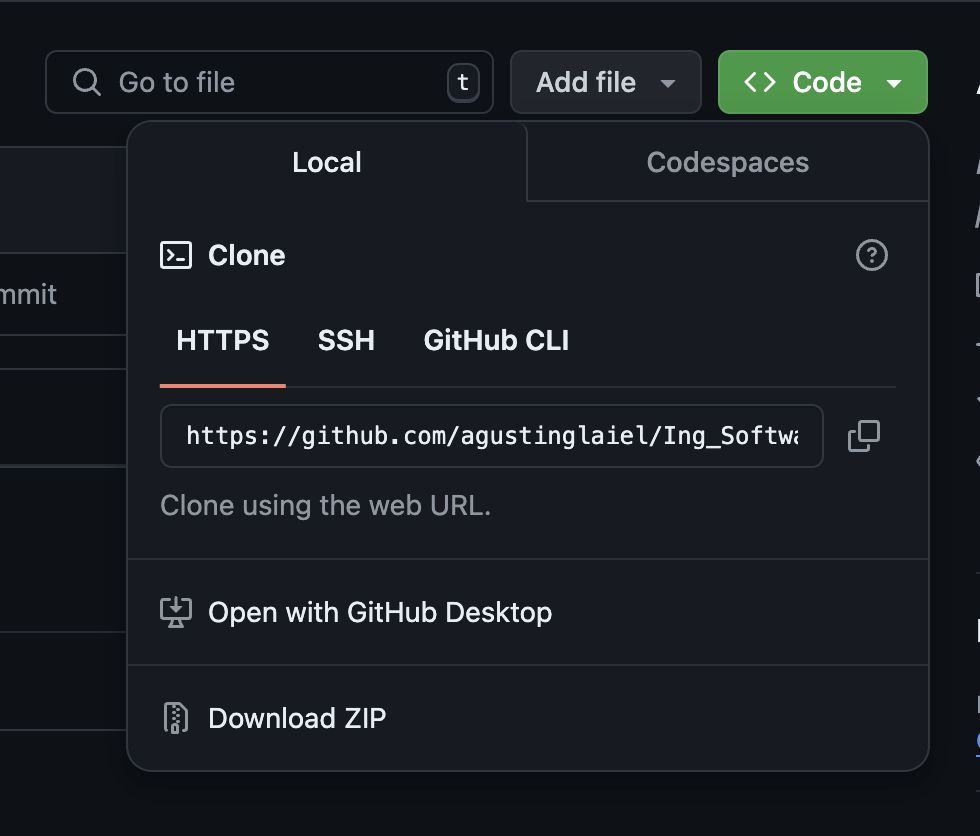 Go to file t Add file Code
Local Codespaces
Clone
mmit
HTTPS SSH GitHub CLI
https://github.com/agustinglaiel/Ing_Softwa
Clone using the web URL.
Open with GitHub Desktop
Download ZIP